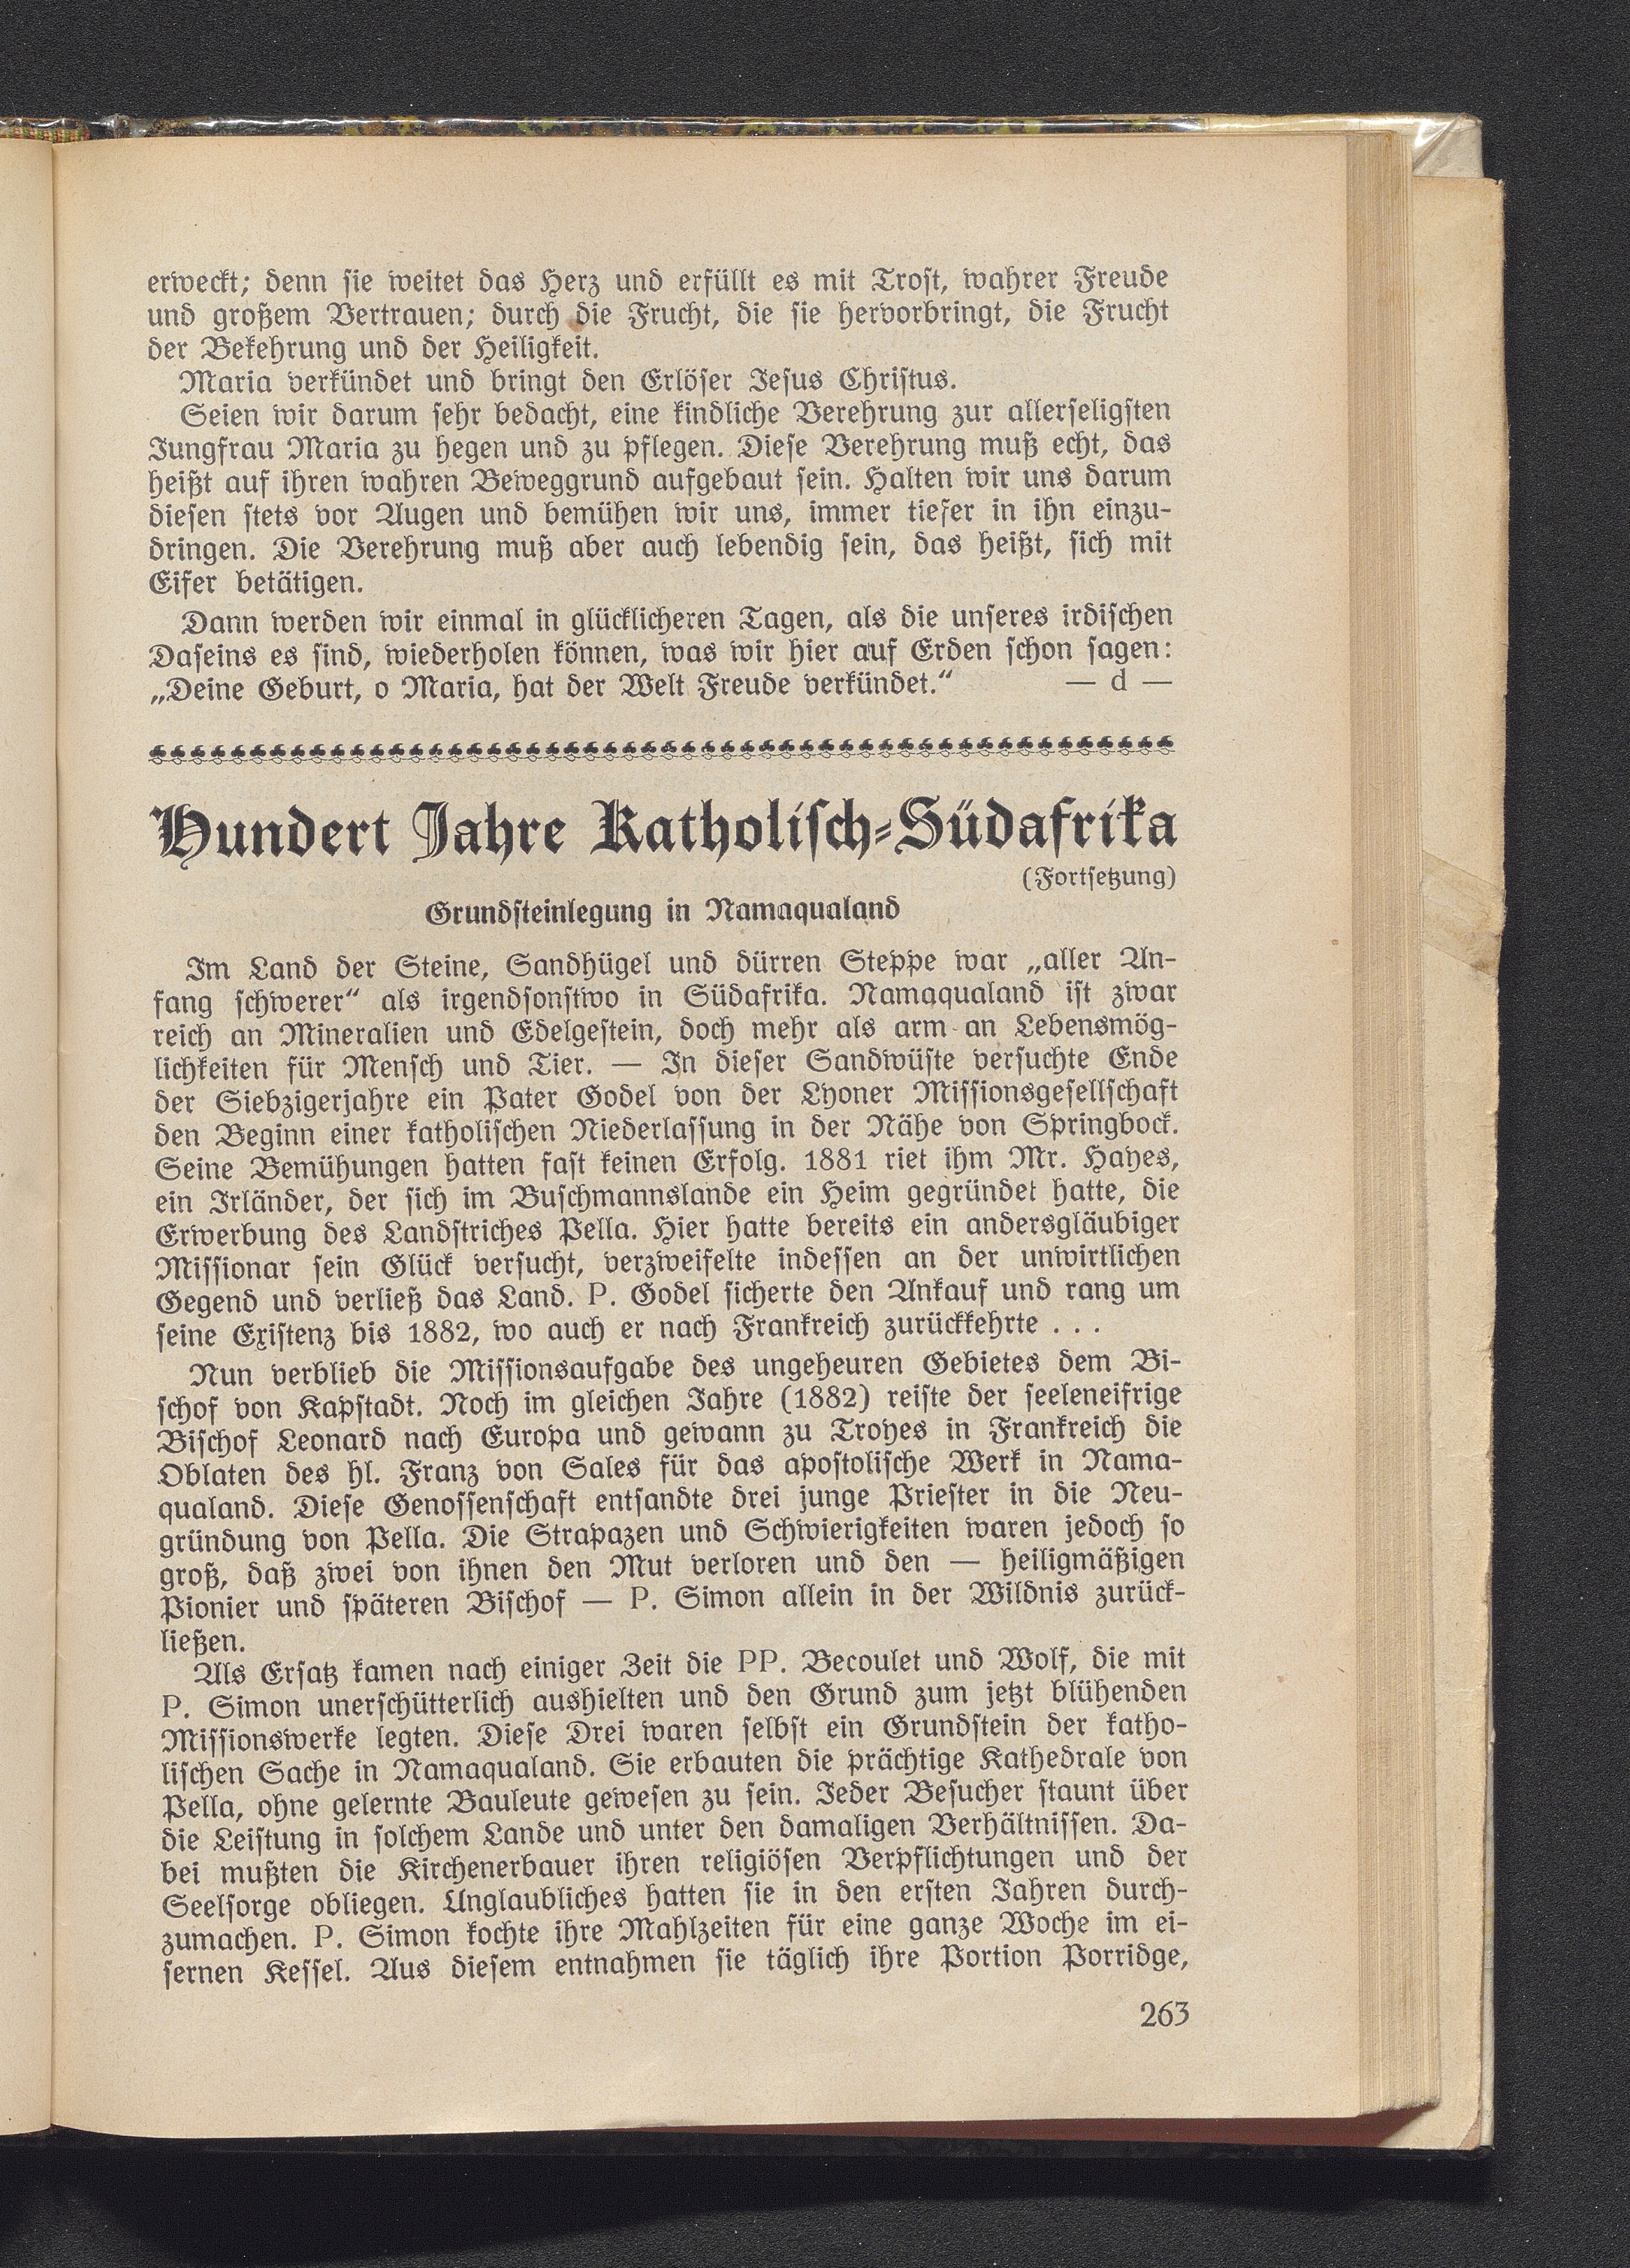 erweckt; denn sie weitet das Herz und erfüllt es mit Trost, wahrer Freude
und großem Vertrauen; durch die Frucht, die sie hervorbringt, die Frucht
der Bekehrung und der Heiligkeit.
Maria verkündet und bringt den Erlöser Jesus Christus.
Seien wir darum sehr bedacht, eine kindliche Verehrung zur allerseligsten
Jungfrau Maria zu hegen und zu pflegen. Diese Verehrung muß echt, das
heißt auf ihren wahren Beweggrund aufgebaut sein. Halten wir uns darum
diesen stets vor Augen und bemühen wir uns, immer tiefer in ihn einzu-
dringen. Die Verehrung muß aber auch lebendig sein, das heißt, sich mit
Eifer betätigen.
Dann werden wir einmal in glücklicheren Tagen, als die unseres irdischen
Daseins es sind, wiederholen können, was wir hier auf Erden schon sagen:
„Deine Geburt, o Maria, hat der Welt Freude verkündet.“ — d —
Hundert Jahre Katholisch-Südafrika
(Fortsetzung)
Grundsteinlegung in Namaqualand
Im Land der Steine, Sandhügel und dürren Steppe war „aller An-
fang schwerer“ als irgendsonstwo in Südafrika. Namaqualand ist zwar
reich an Mineralien und Edelgestein, doch mehr als arm an Lebensmög-
lichkeiten für Mensch und Tier. — In dieser Sandwüste versuchte Ende
der Siebzigerjahre ein Pater Godel von der Lyoner Missionsgesellschaft
den Beginn einer katholischen Niederlassung in der Nähe von Springbock.
Seine Bemühungen hatten fast keinen Erfolg. 1881 riet ihm Mr. Hayes,
ein Irländer, der sich im Buschmannslande ein Heim gegründet hatte, die
Erwerbung des Landstriches Pella. Hier hatte bereits ein andersgläubiger
Missionar sein Glück versucht, verzweifelte indessen an der unwirtlichen
Gegend und verließ das Land. P. Godel sicherte den Ankauf und rang um
seine Existenz bis 1882, wo auch er nach Frankreich zurückkehrte . . .
Nun verblieb die Missionsaufgabe des ungeheuren Gebietes dem Bi-
schof von Kapstadt. Noch im gleichen Jahre (1882) reiste der seeleneifrige
Bischof Leonard nach Europa und gewann zu Troyes in Frankreich die
Oblaten des hl. Franz von Sales für das apostolische Werk in Nama-
qualand. Diese Genossenschaft entsandte drei junge Priester in die Neu-
gründung von Pella. Die Strapazen und Schwierigkeiten waren jedoch so
groß, daß zwei von ihnen den Mut verloren und den — heiligmäßigen
Pionier und späteren Bischof — P. Simon allein in der Wildnis zurück-
ließen.
Als Ersatz kamen nach einiger Zeit die PP. Becoulet und Wolf, die mit
P. Simon unerschütterlich aushielten und den Grund zum jetzt blühenden
Missionswerke legten. Diese Drei waren selbst ein Grundstein der katho-
lischen Sache in Namaqualand. Sie erbauten die prächtige Kathedrale von
Pella, ohne gelernte Bauleute gewesen zu sein. Jeder Besucher staunt über
die Leistung in solchem Lande und unter den damaligen Verhältnissen. Da-
bei mußten die Kirchenerbauer ihren religiösen Verpflichtungen und der
Seelsorge obliegen. Unglaubliches hatten sie in den ersten Jahren durch-
zumachen. P. Simon kochte ihre Mahlzeiten für eine ganze Woche im ei-
sernen Kessel. Aus diesem entnahmen sie täglich ihre Portion Porridge,
263